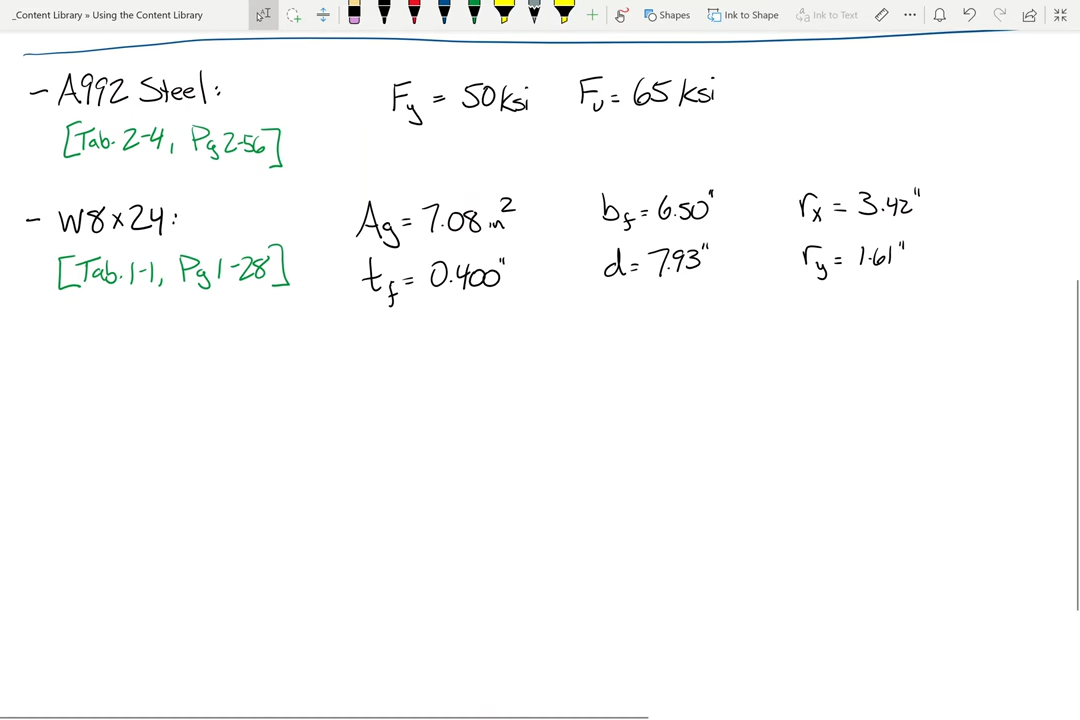 _Content Library » Using the Content Library
Shapes Ink to Shape Ink to Text
- A992 Steel: Fy = 50 ksi Fu = 65 ksi
[Tab. 2-4, Pg 2-56]
- W8x24: Ag = 7.08 in² bf = 6.50" rx = 3.42"
[Tab. 1-1, Pg 1-28] tf = 0.400" d = 7.93" ry = 1.61"